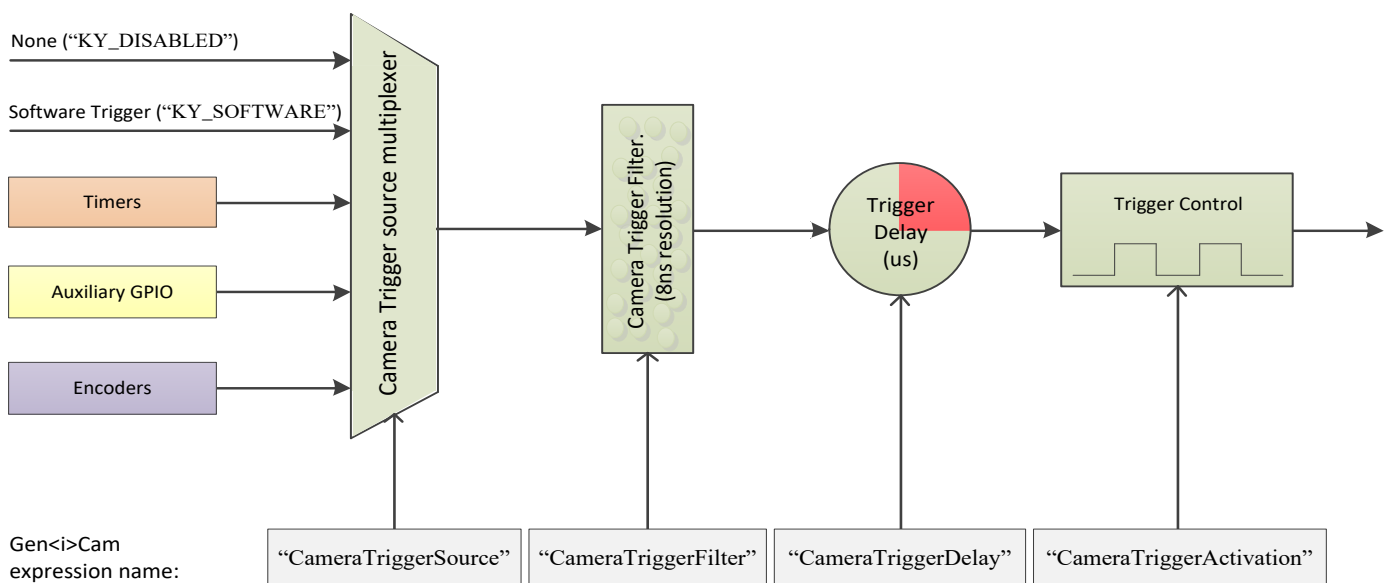 None (“KY_DISABLED”)
Software Trigger (“KY_SOFTWARE”)
Timers
Auxiliary GPIO
Encoders
Camera Trigger source multiplexer
Camera Trigger Filter.
(8ns resolution)
Trigger
Delay
(us)
Trigger Control
Gen<i>Cam
expression name:
“CameraTriggerSource”
“CameraTriggerFilter”
“CameraTriggerDelay”
“CameraTriggerActivation”